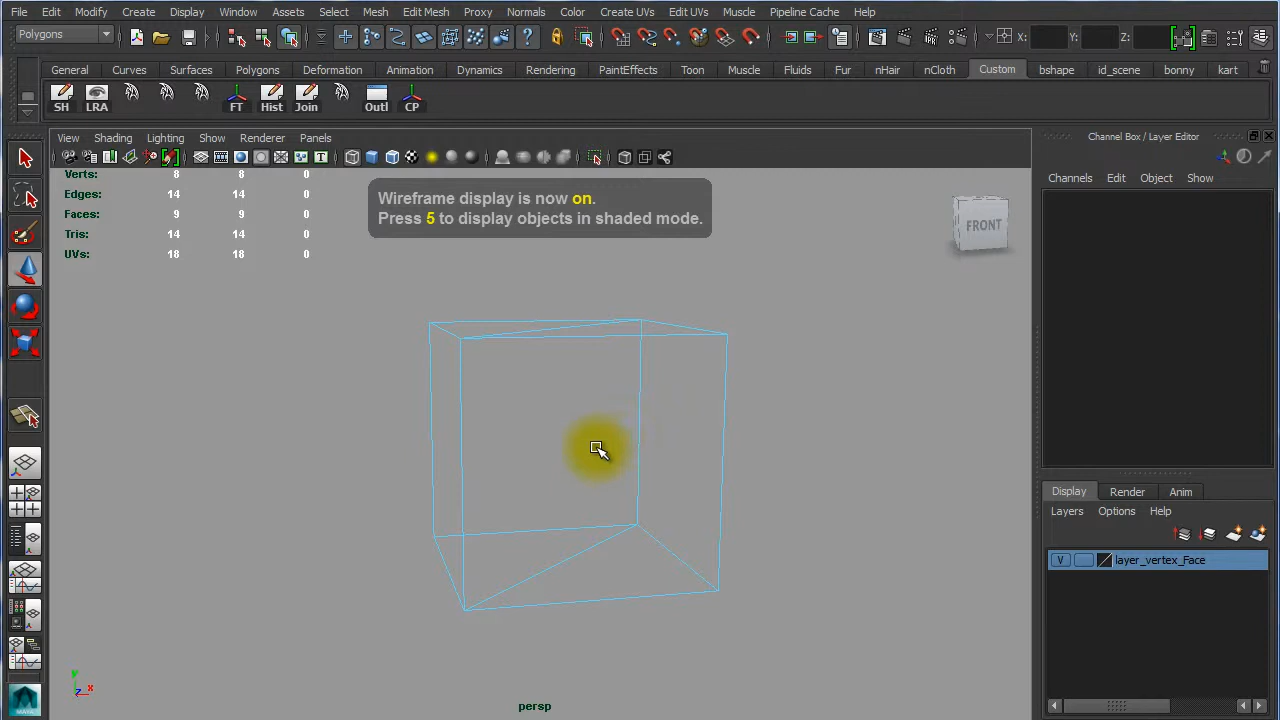 File Edit Modify Create Display Window Assets Select Mesh Edit Mesh Proxy Normals Color Create UVs Edit UVs Muscle Pipeline Cache Help
Polygons X: Y: Z:
General Curves Surfaces Polygons Deformation Animation Dynamics Rendering PaintEffects Toon Muscle Fluids Fur nHair nCloth Custom bshape id_scene bonny kart
SH LRA FT Hist Join Outl CP
View Shading Lighting Show Renderer Panels
Channel Box / Layer Editor
Verts: 8 8 0
Edges: 14 14 0
Faces: 9 9 0
Tris: 14 14 0
UVs: 18 18 0
Wireframe display is now on.
Press 5 to display objects in shaded mode.
FRONT
Channels Edit Object Show
Display Render Anim
Layers Options Help
V layer_vertex_Face
y
z x
persp